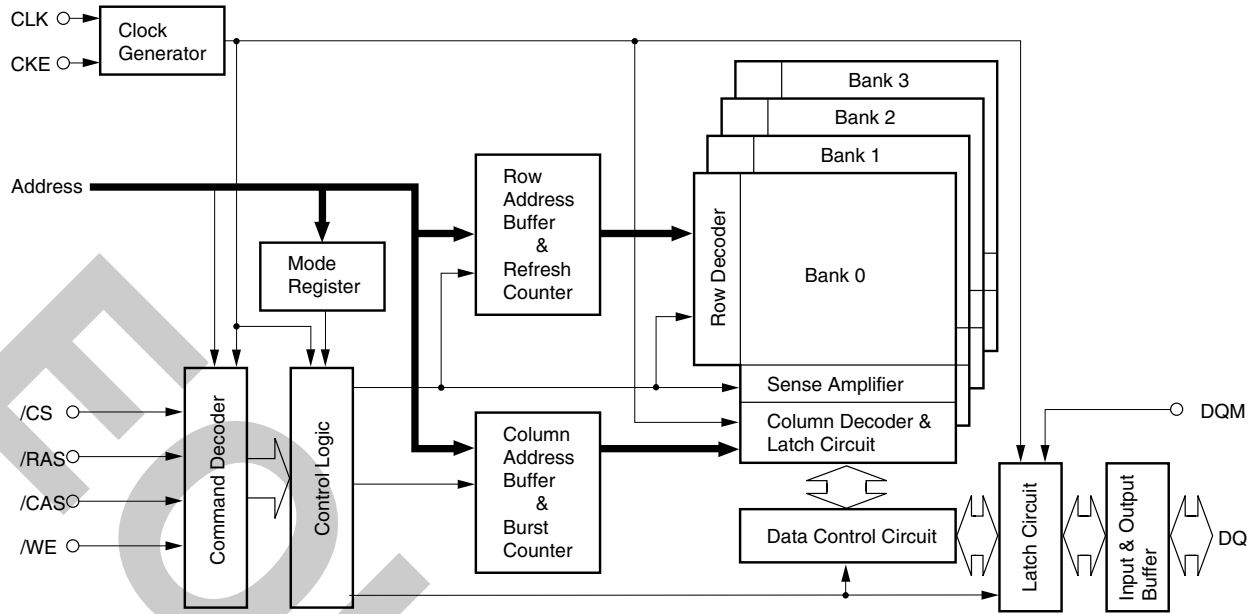 CLK
CKE
Clock
Generator
Bank 3
Bank 2
Bank 1
Address
Row
Address
Buffer
&
Refresh
Counter
Row Decoder
Bank 0
Mode
Register
Sense Amplifier
Column Decoder &
Latch Circuit
/CS
/RAS
/CAS
/WE
Command Decoder
Control Logic
Column
Address
Buffer
&
Burst
Counter
Data Control Circuit
DQM
Latch Circuit
Input & Output
Buffer
DQ